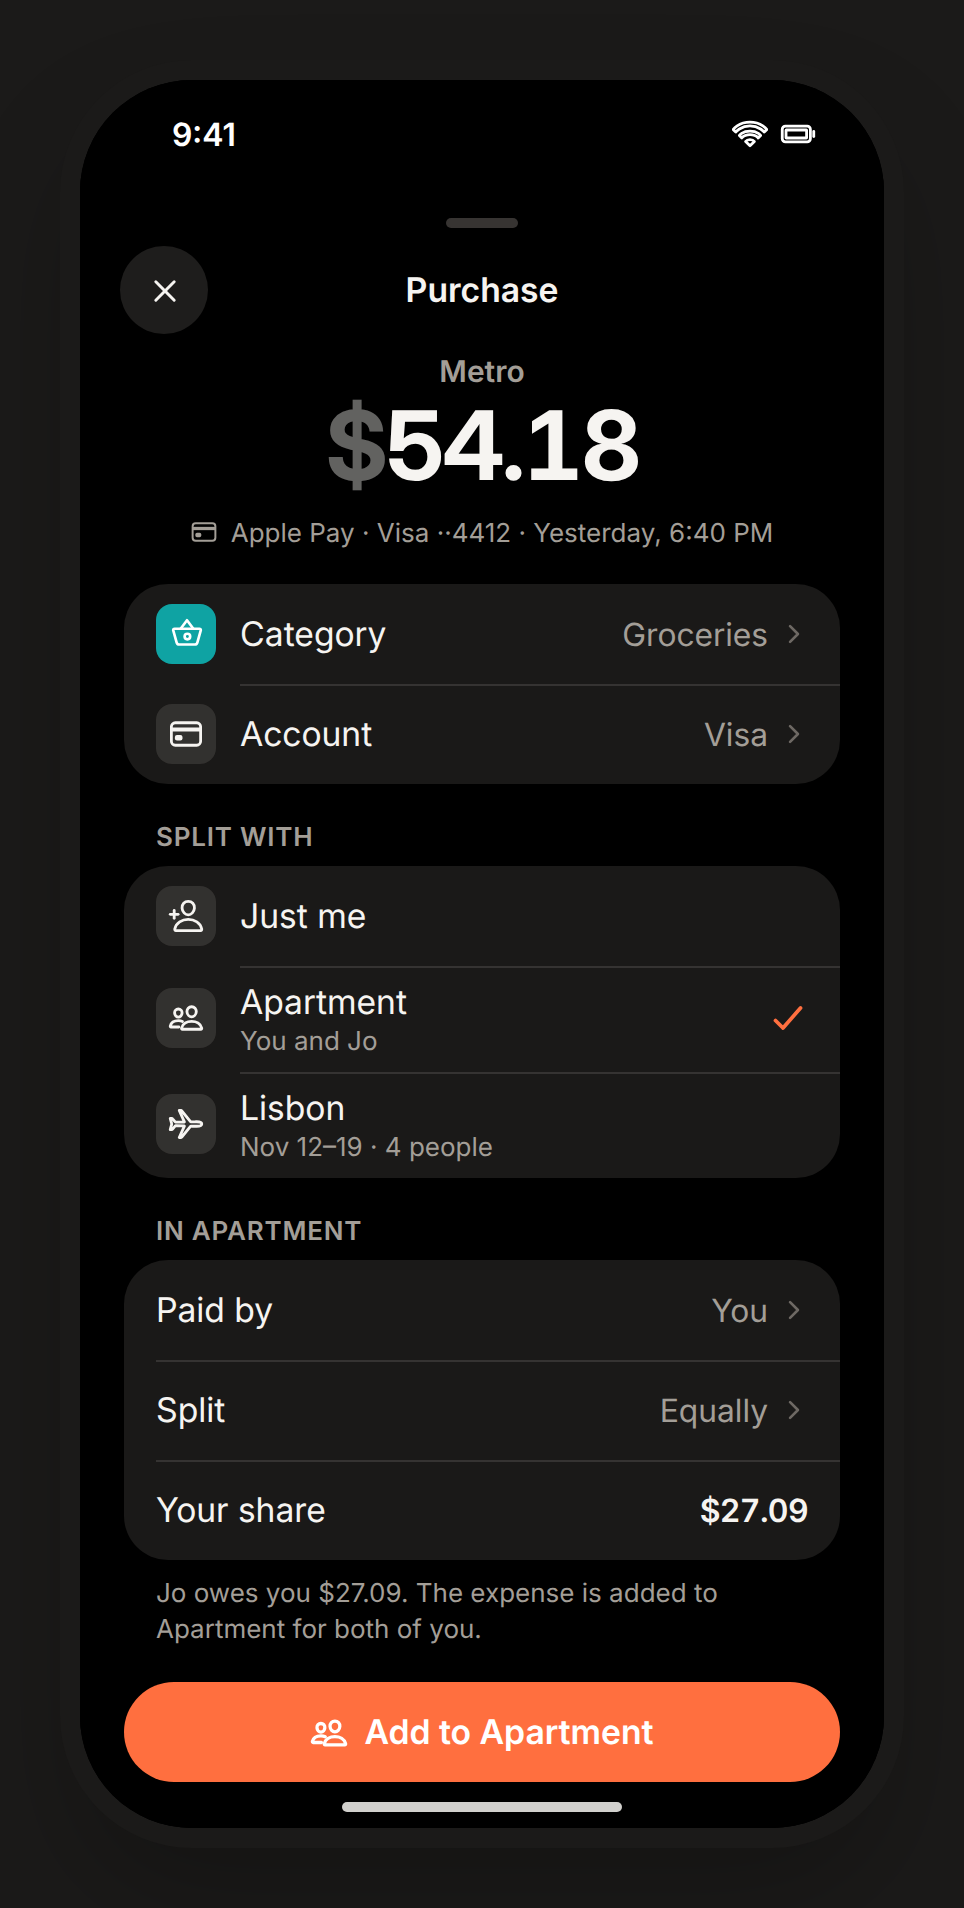 9:41
Purchase
Metro
$54.18
Apple Pay · Visa ··4412 · Yesterday, 6:40 PM
Category Groceries
Account Visa
SPLIT WITH
Just me
Apartment
You and Jo
Lisbon
Nov 12–19 · 4 people
IN APARTMENT
Paid by You
Split Equally
Your share $27.09
Jo owes you $27.09. The expense is added to
Apartment for both of you.
Add to Apartment